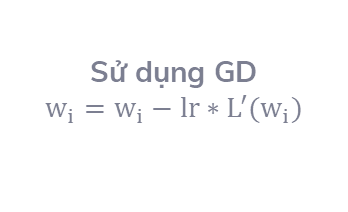 Sử dụng GD
wᵢ = wᵢ − lr ∗ L′(wᵢ)